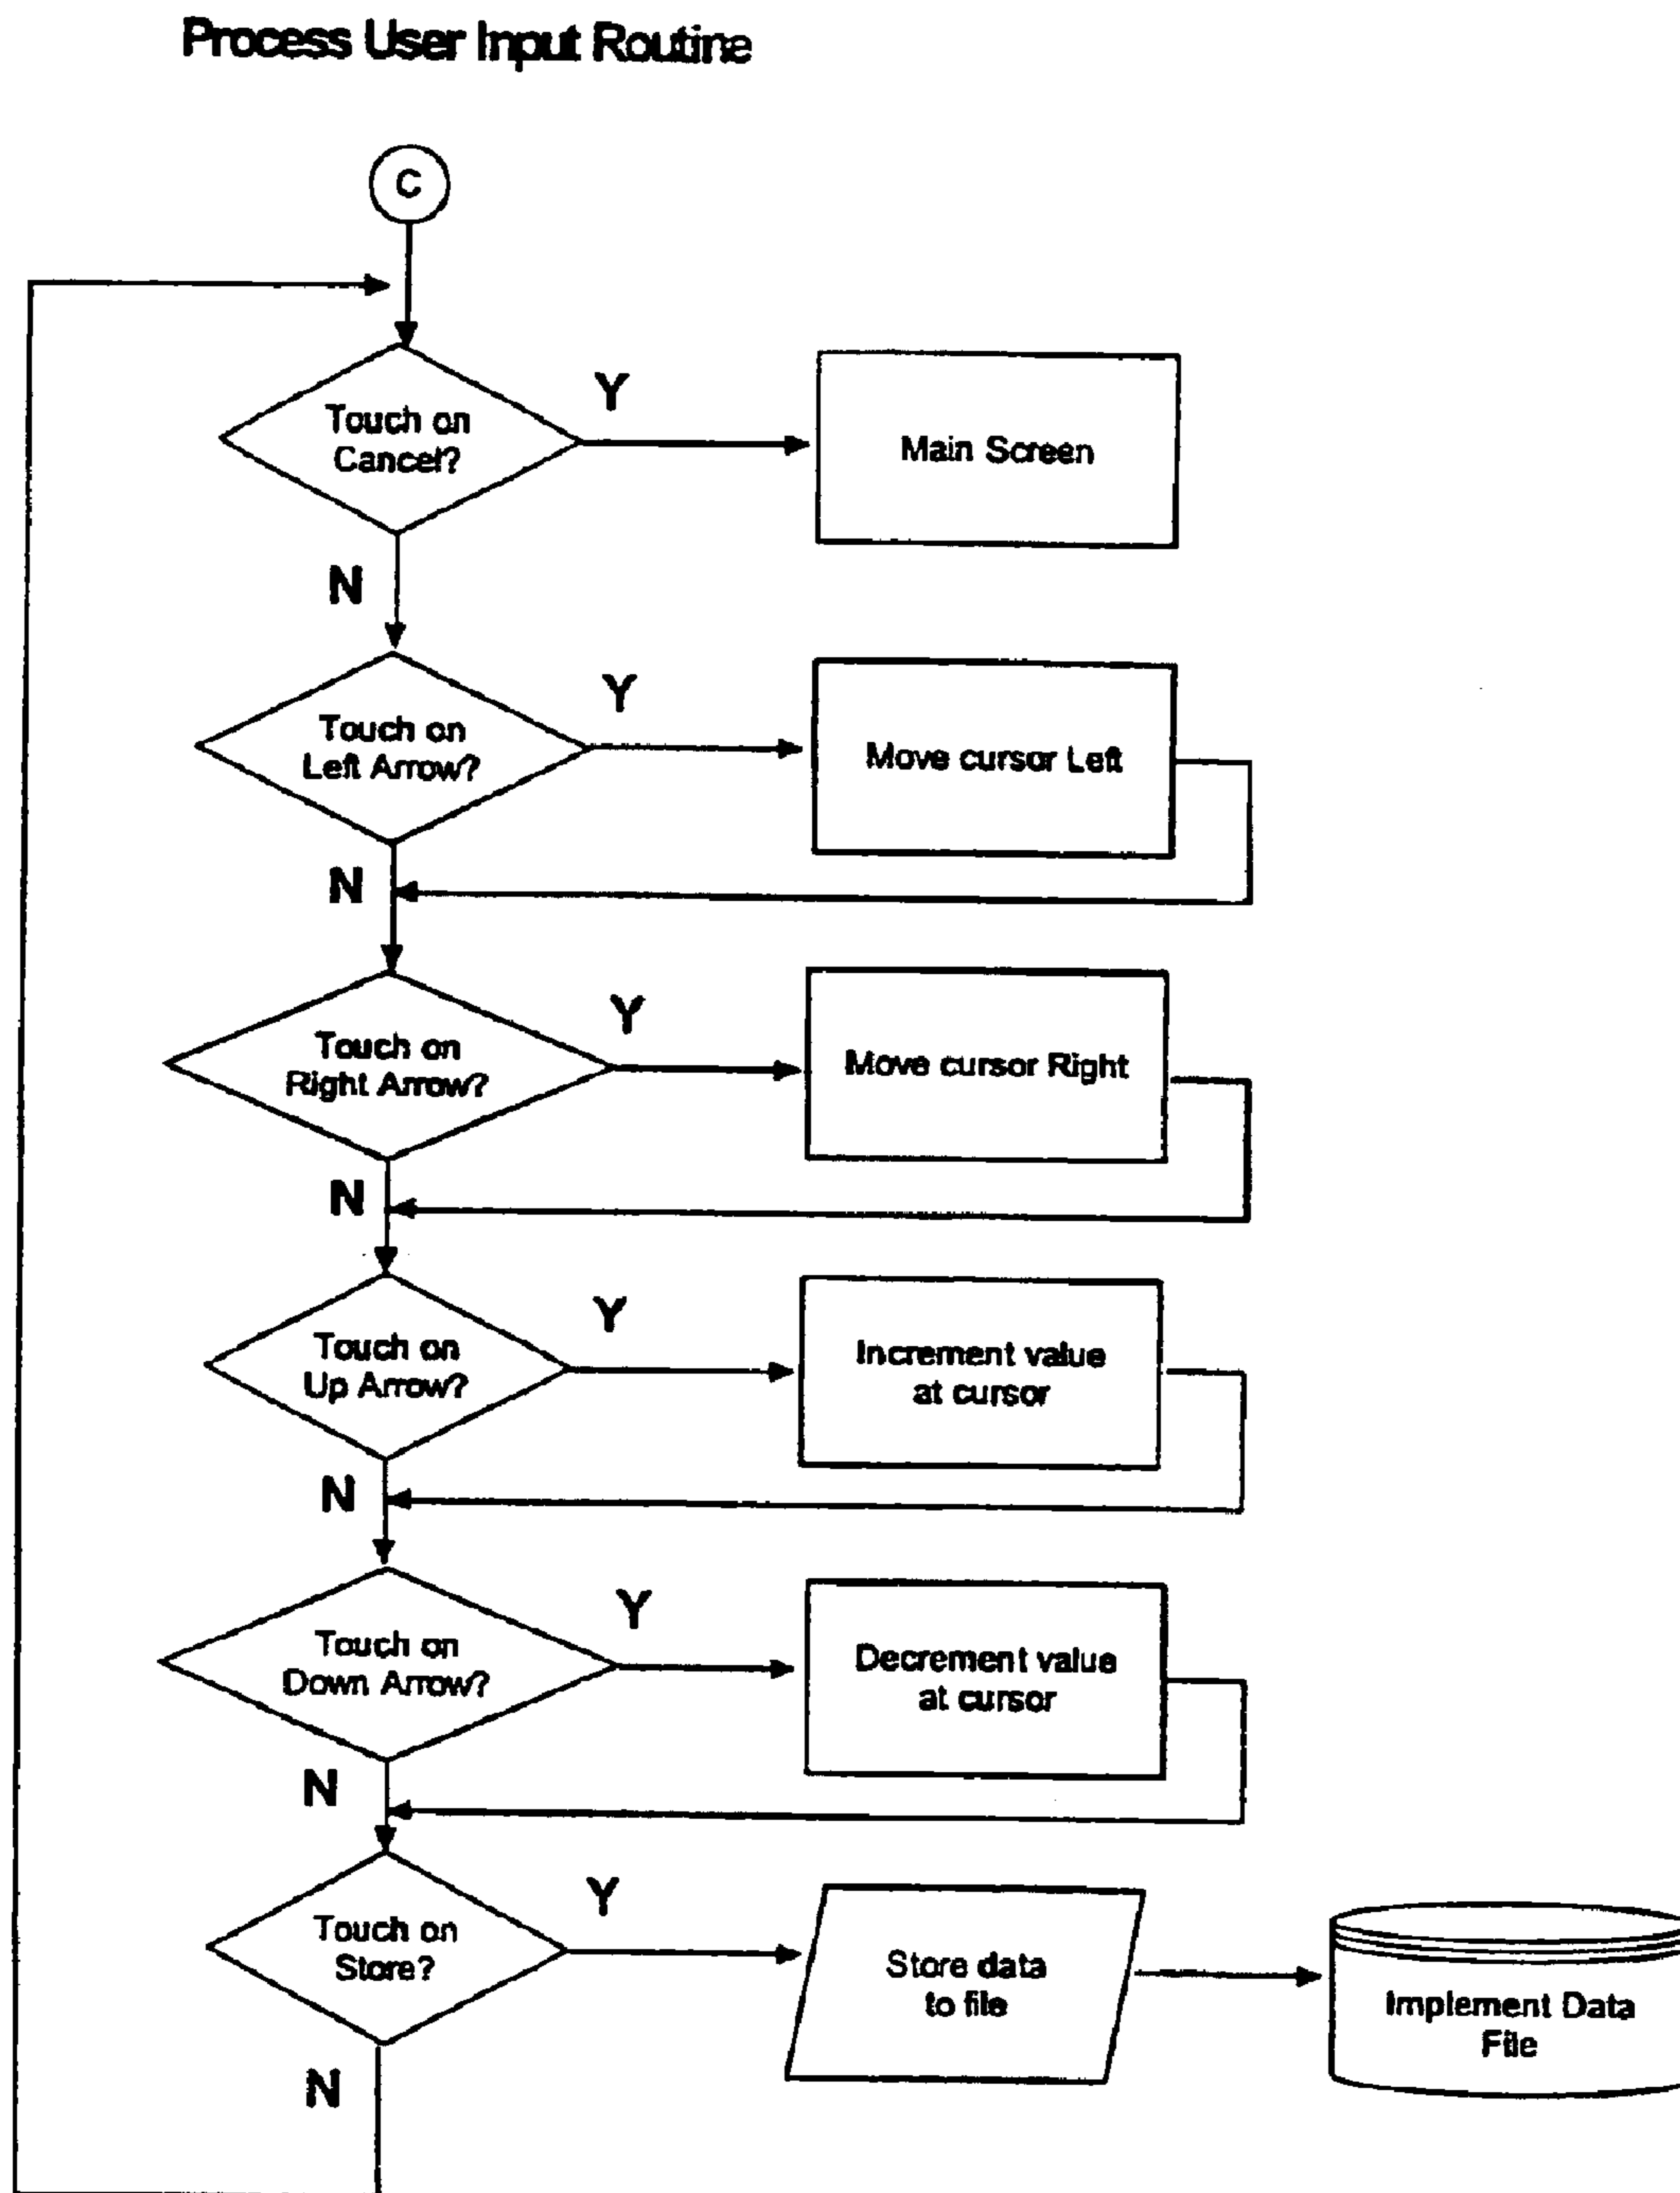 Process User Input Routine
C
Touch on
Cancel?
Y
Main Screen
N
Touch on
Left Arrow?
Y
Move cursor Left
N
Touch on
Right Arrow?
Y
Move cursor Right
N
Touch on
Up Arrow?
Y
Increment value
at cursor
N
Touch on
Down Arrow?
Y
Decrement value
at cursor
N
Touch on
Store?
Y
Store data
to file
Implement Data
File
N